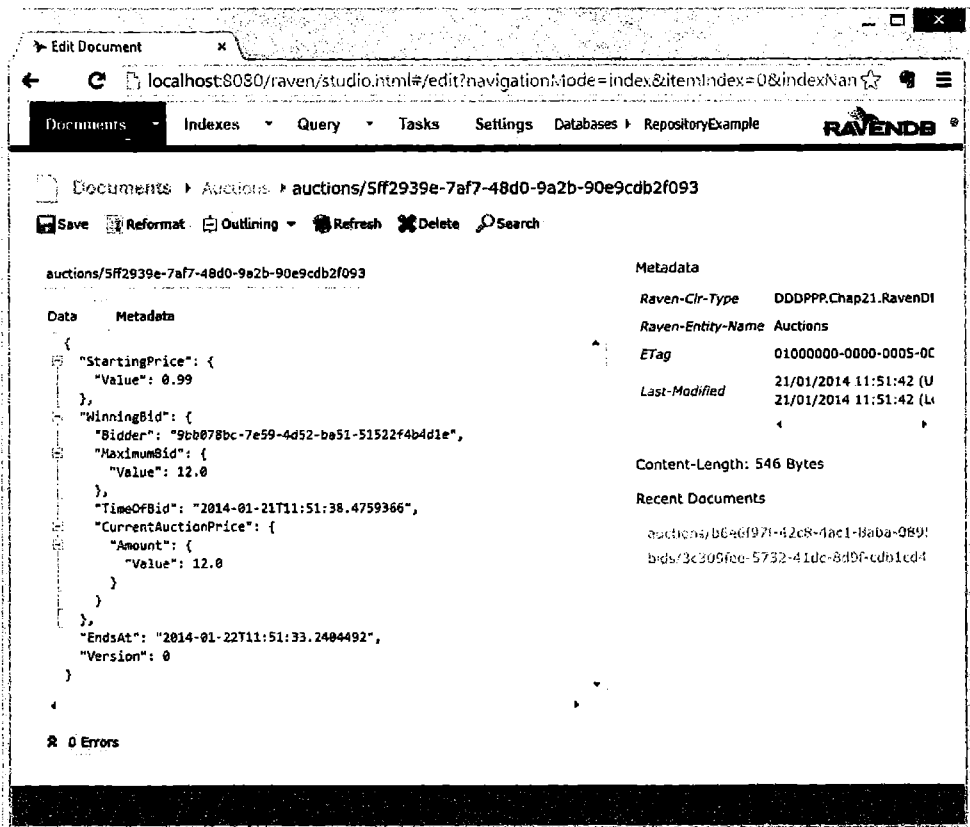 Edit Document ×
localhost:8080/raven/studio.html#/edit?navigationMode=index&itemIndex=0&indexNan
Documents Indexes Query Tasks Settings Databases RepositoryExample RAVENDB
Documents Auctions auctions/5ff2939e-7af7-48d0-9a2b-90e9cdb2f093
Save Reformat Outlining Refresh Delete Search
auctions/5ff2939e-7af7-48d0-9a2b-90e9cdb2f093
Data Metadata
{
"StartingPrice": {
"Value": 0.99
},
"WinningBid": {
"Bidder": "9bb078bc-7e59-4d52-ba51-51522f4b4d1e",
"MaximumBid": {
"Value": 12.0
},
"TimeOfBid": "2014-01-21T11:51:38.4759366",
"CurrentAuctionPrice": {
"Amount": {
"Value": 12.0
}
}
},
"EndsAt": "2014-01-22T11:51:33.2404492",
"Version": 0
}
0 Errors
Metadata
Raven-Clr-Type DDDPPP.Chap21.RavenDB
Raven-Entity-Name Auctions
ETag 01000000-0000-0005-0C
Last-Modified 21/01/2014 11:51:42 (U
21/01/2014 11:51:42 (Lo
Content-Length: 546 Bytes
Recent Documents